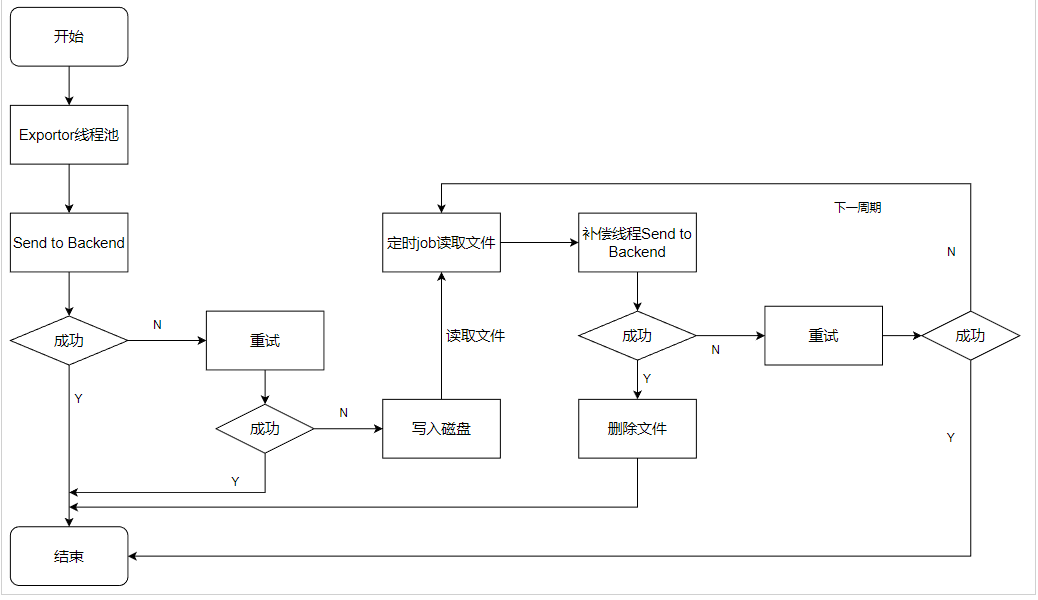 开始
Exportor线程池
Send to Backend
成功
N
Y
重试
成功
N
Y
写入磁盘
读取文件
定时job读取文件
补偿线程Send to
Backend
成功
N
Y
删除文件
重试
成功
N
下一周期
Y
结束